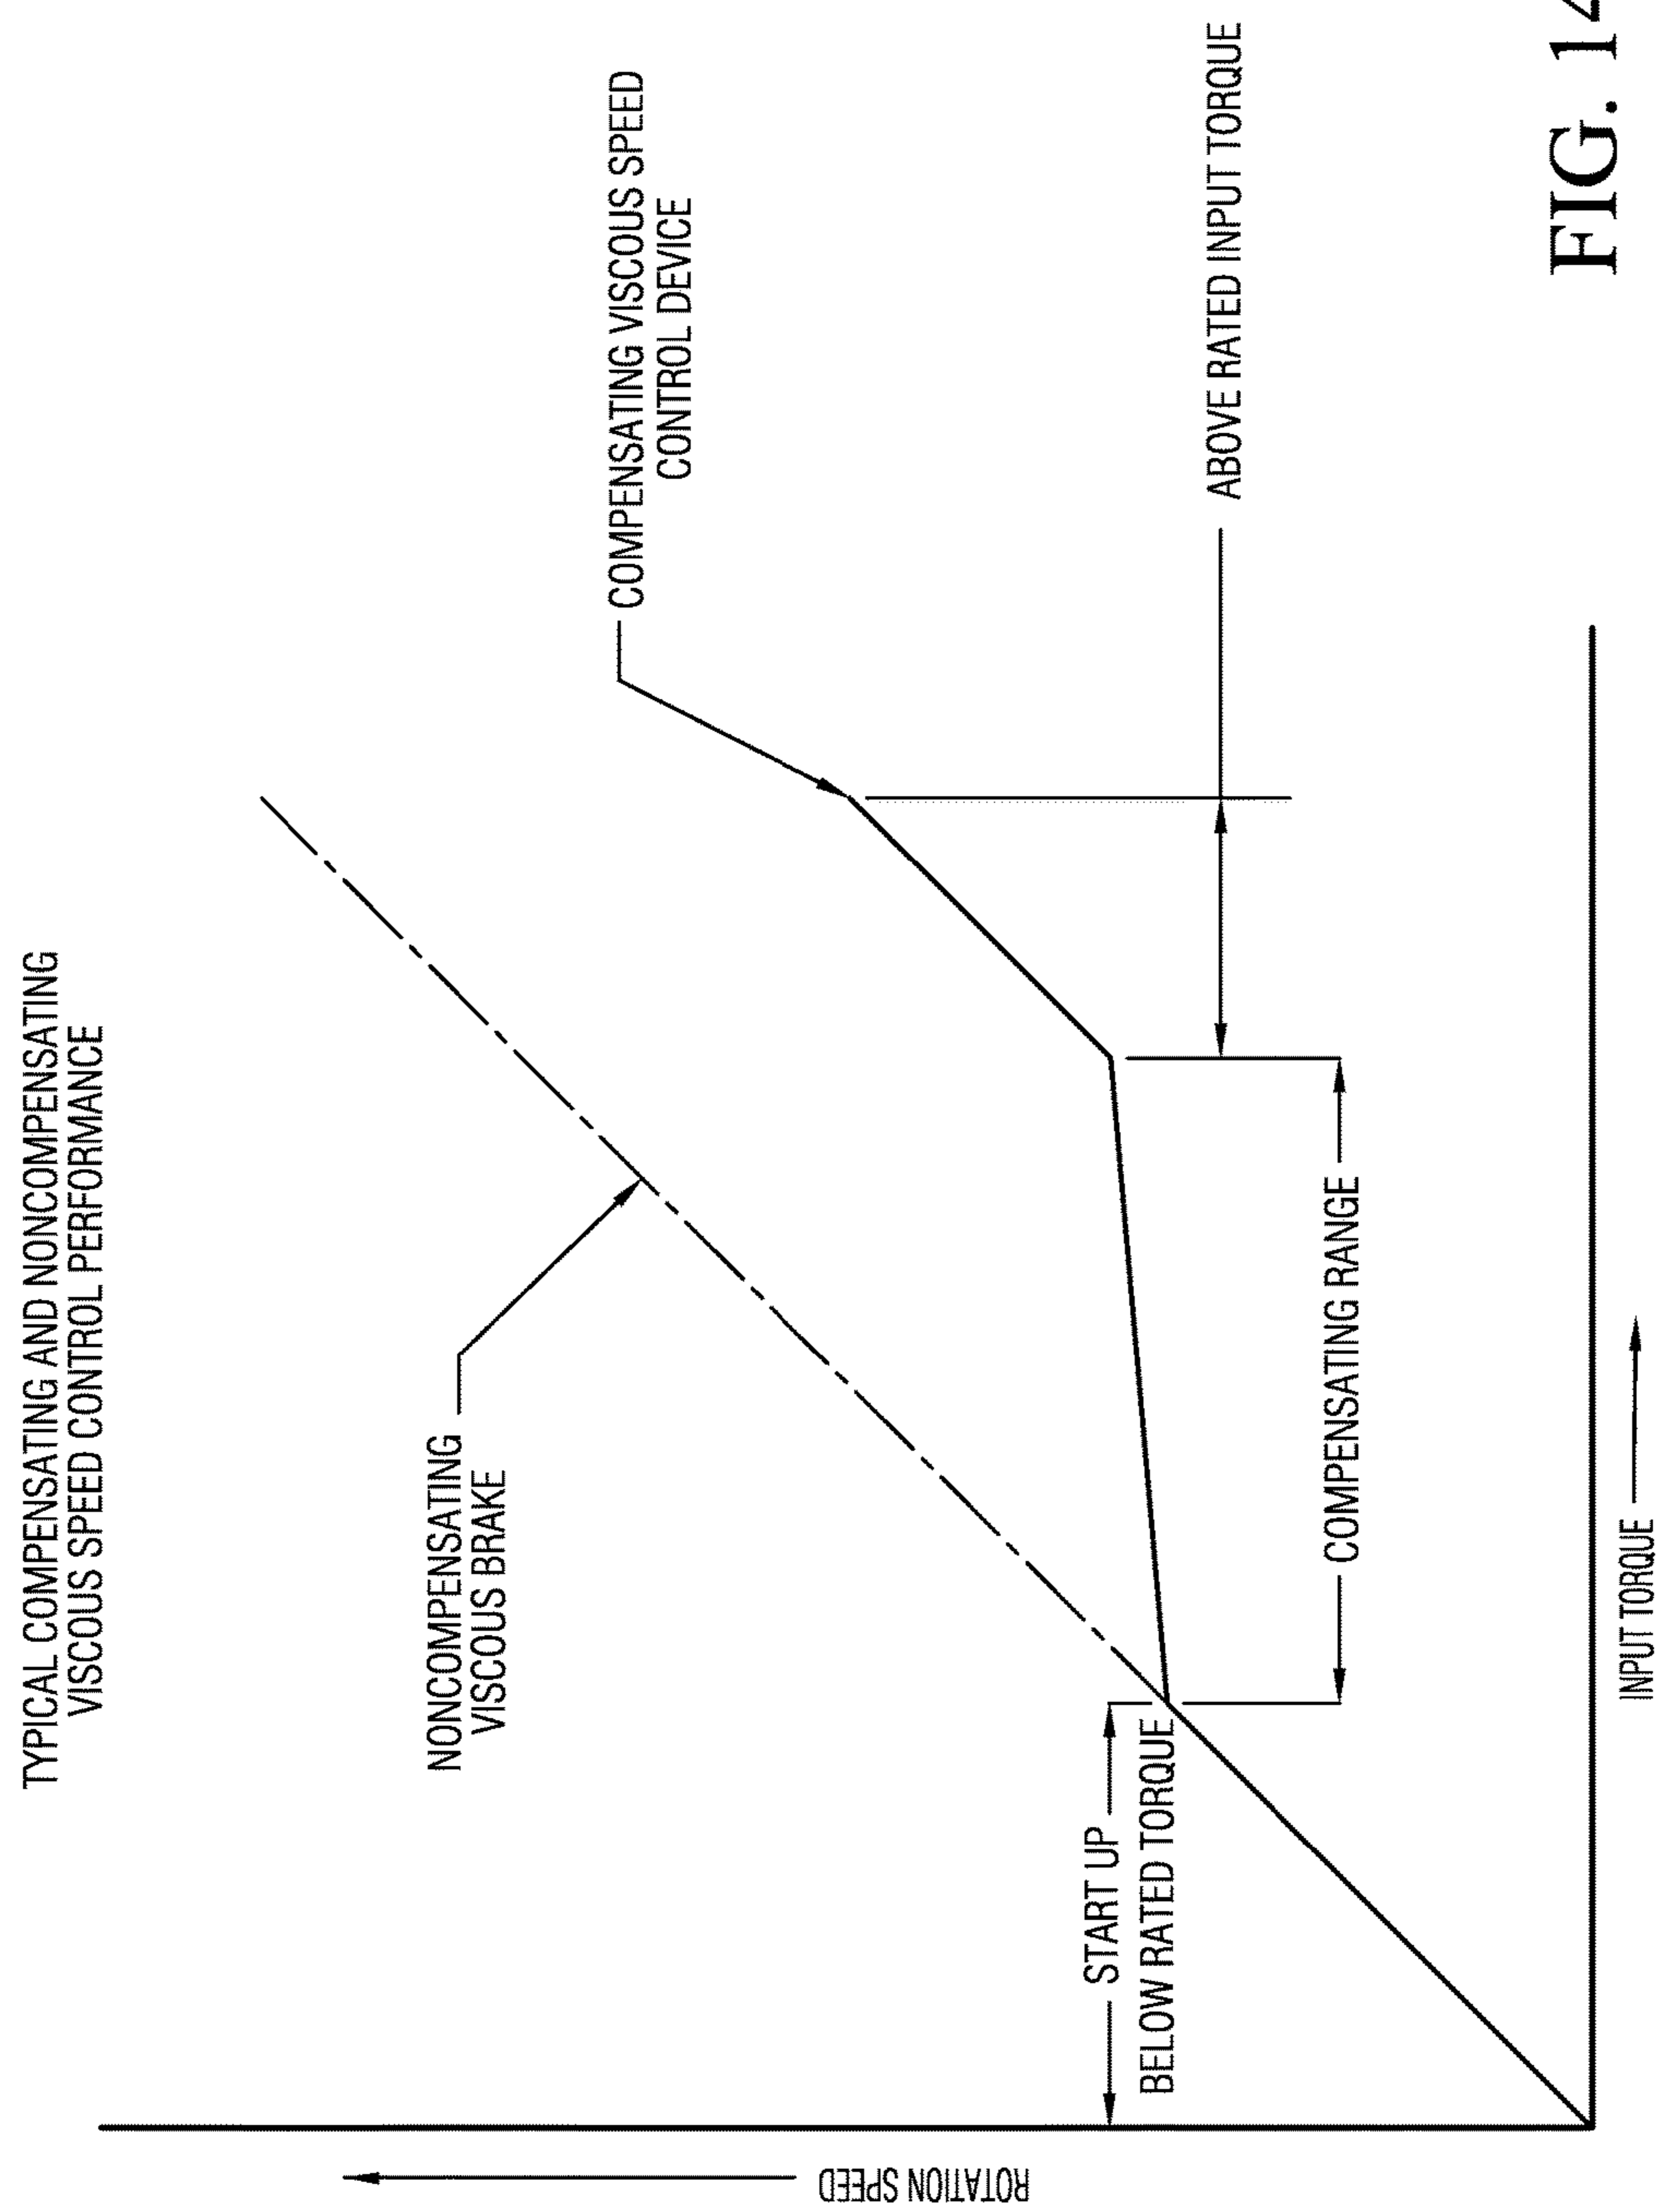 TYPICAL COMPENSATING AND NONCOMPENSATING
VISCOUS SPEED CONTROL PERFORMANCE
NONCOMPENSATING
VISCOUS BRAKE
COMPENSATING VISCOUS SPEED
CONTROL DEVICE
ROTATION SPEED
START UP
BELOW RATED TORQUE
ABOVE RATED INPUT TORQUE
COMPENSATING RANGE
INPUT TORQUE
FIG. 14